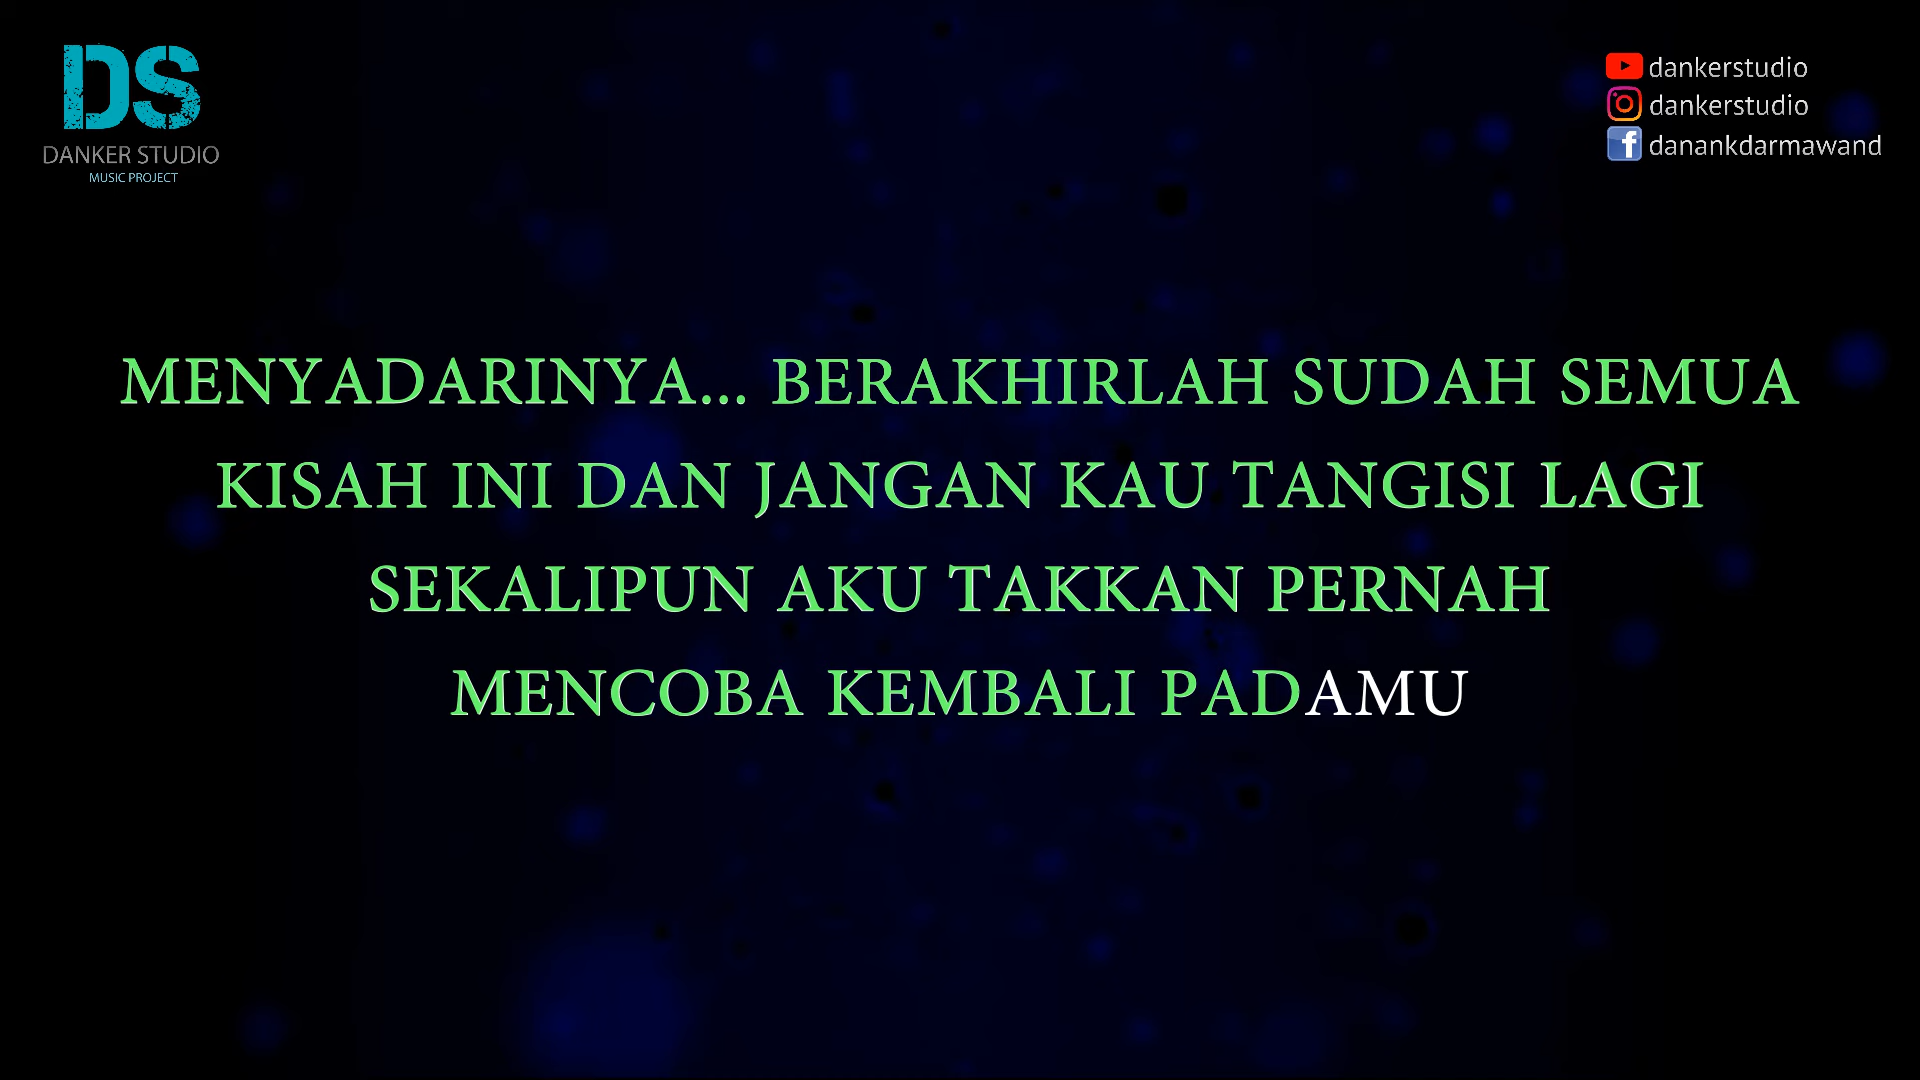 DS
DANKER STUDIO
MUSIC PROJECT
dankerstudio
dankerstudio
danankdarmawand
MENYADARINYA... BERAKHIRLAH SUDAH SEMUA
KISAH INI DAN JANGAN KAU TANGISI LAGI
SEKALIPUN AKU TAKKAN PERNAH
MENCOBA KEMBALI PADAMU